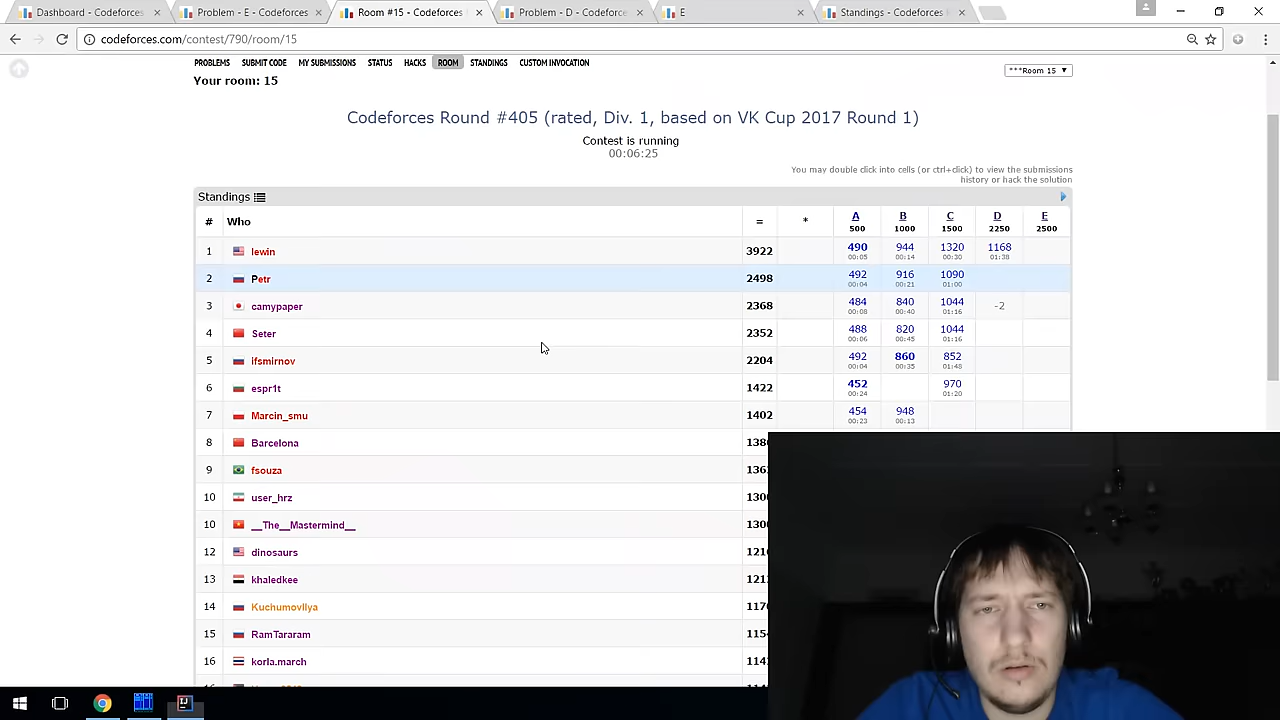 Dashboard - Codeforces
Problem - E - Codeforces
Room #15 - Codeforces
Problem - D - Codeforces
E
Standings - Codeforces
codeforces.com/contest/790/room/15
PROBLEMS SUBMIT CODE MY SUBMISSIONS STATUS HACKS ROOM STANDINGS CUSTOM INVOCATION
Your room: 15
***Room 15
Codeforces Round #405 (rated, Div. 1, based on VK Cup 2017 Round 1)
Contest is running
00:06:25
You may double click into cells (or ctrl+click) to view the submissions
history or hack the solution
Standings
# Who = * A 500 B 1000 C 1500 D 2250 E 2500
1 lewin 3922 490 00:05 944 00:14 1320 00:30 1168 01:38
2 Petr 2498 492 00:04 916 00:21 1090 01:00
3 camypaper 2368 484 00:08 840 00:40 1044 01:16 -2
4 Seter 2352 488 00:06 820 00:45 1044 01:16
5 ifsmirnov 2204 492 00:04 860 00:35 852 01:48
6 espr1t 1422 452 00:24 970 01:20
7 Marcin_smu 1402 454 00:23 948 00:13
8 Barcelona
9 fsouza
10 user_hrz
10 __The__Mastermind__
12 dinosaurs
13 khaledkee
14 Kuchumovilya
15 RamTararam
16 korla.march